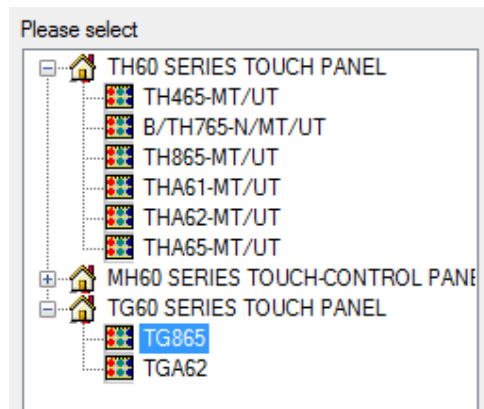 Please select
TH60 SERIES TOUCH PANEL
TH465-MT/UT
B/TH765-N/MT/UT
TH865-MT/UT
THA61-MT/UT
THA62-MT/UT
THA65-MT/UT
MH60 SERIES TOUCH-CONTROL PANE
TG60 SERIES TOUCH PANEL
TG865
TGA62